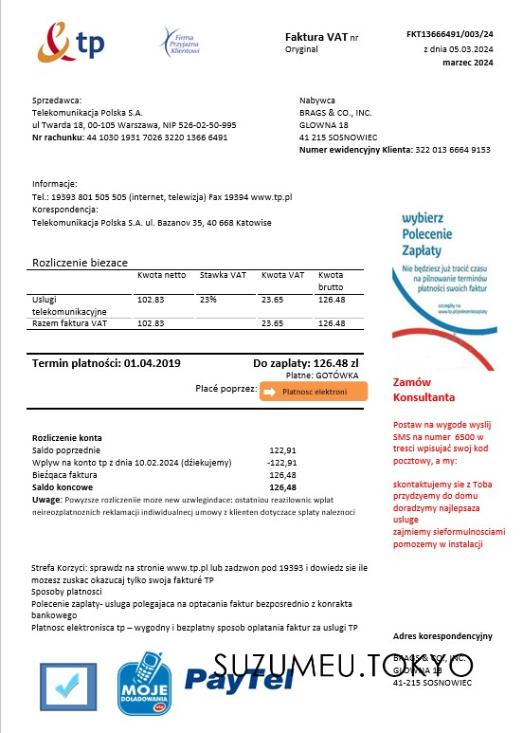 tp
Firma
Przyjazna
Klientowi
Faktura VAT nr
Oryginal
FKT13666491/003/24
z dnia 05.03.2024
marzec 2024
Sprzedawca:
Telekomunikacja Polska S.A.
ul Twarda 18, 00-105 Warszawa, NIP 526-02-50-995
Nr rachunku: 44 1030 1931 7026 3220 1366 6491
Nabywca
BRAGS & CO., INC.
GLOWNA 18
41 215 SOSNOWIEC
Numer ewidencyjny Klienta: 322 013 6664 9153
Informacje:
Tel.: 19393 801 505 505 (internet, telewizja) Fax 19394 www.tp.pl
Korespondencja:
Telekomunikacja Polska S.A. ul. Bazanov 35, 40 668 Katowise
wybierz
Polecenie
Zapłaty
Nie będziesz już tracić czasu
na pilnowanie terminów
płatności swoich faktur
szczegóły na
www.tp.pl/poleceniezaplaty
Rozliczenie biezace
Kwota netto Stawka VAT Kwota VAT Kwota brutto
Uslugi telekomunikacyjne 102.83 23% 23.65 126.48
Razem faktura VAT 102.83 23.65 126.48
Termin platności: 01.04.2019 Do zaplaty: 126.48 zl
Platne: GOTÓWKA
Placé poprzez: Platnosc elektroni
Zamów
Konsultanta
Postaw na wygode wyslij
SMS na numer 6500 w
tresci wpisujać swoj kod
pocztowy, a my:
skontaktujemy sie z Toba
przydzyemy do domu
doradzymy najlepsaza
usluge
zajmiemy sieformulnosciami
pomozemy w instalacji
Rozliczenie konta
Saldo poprzednie 122,91
Wplyw na konto tp z dnia 10.02.2024 (dźiekujemy) -122,91
Bieżqaca faktura 126,48
Saldo koncowe 126,48
Uwage: Powyzsze rozliczeniie moze new uzwlegindace: ostatniou reazilownic wplat
neireozplatnozich reklamacji individualnecj umowy z klienten dotyczace splaty naleznoci
Strefa Korzyci: sprawdz na stronie www.tp.pl lub zadzwon pod 19393 i dowiedz sie ile
mozesz zuskac okazucaj tylko swoja fakturé TP
Sposoby platnosci
Polecenie zaplaty- usluga polegajaca na optacania faktur bezposrednio z konrakta
bankowego
Platnosc elektronisca tp – wygodny i bezplatny sposob oplatania faktur za uslugi TP
Adres korespondencyjny
BRAGS & CO., INC.
GLOWNA 18
41-215 SOSNOWIEC
MOJE
DOŁADOWANIA
PayTel
SUZUMEU.TOKYO